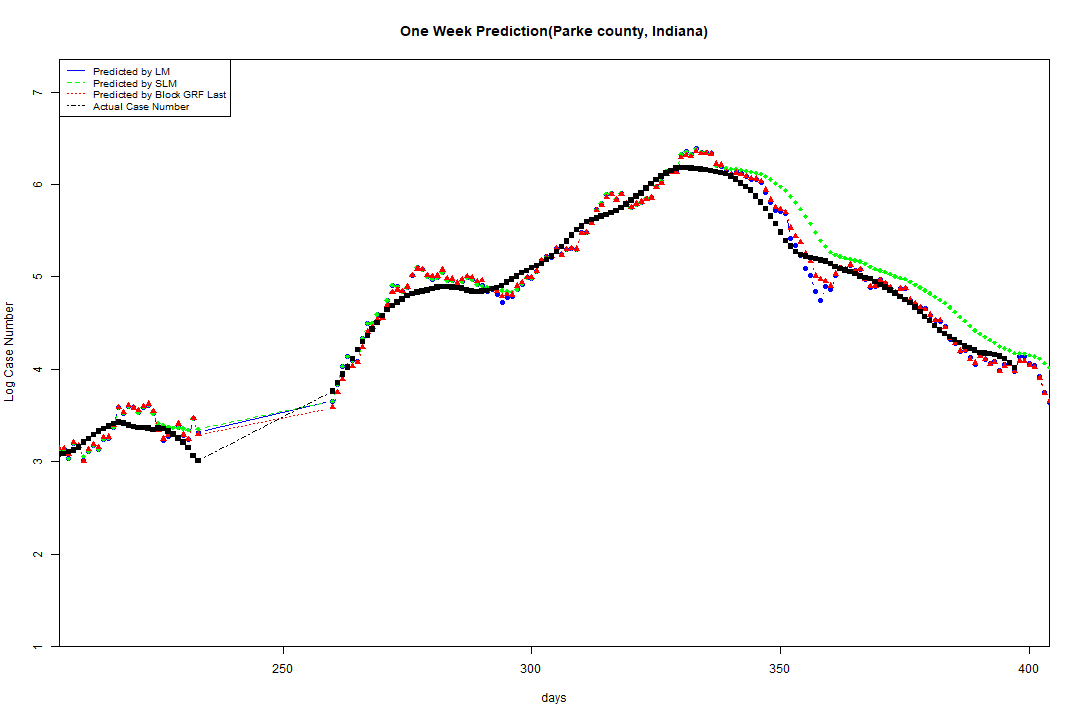 One Week Prediction(Parke county, Indiana)
Predicted by LM
Predicted by SLM
Predicted by Block GRF Last
Actual Case Number
Log Case Number
7
6
5
4
3
2
1
250 300 350 400
days